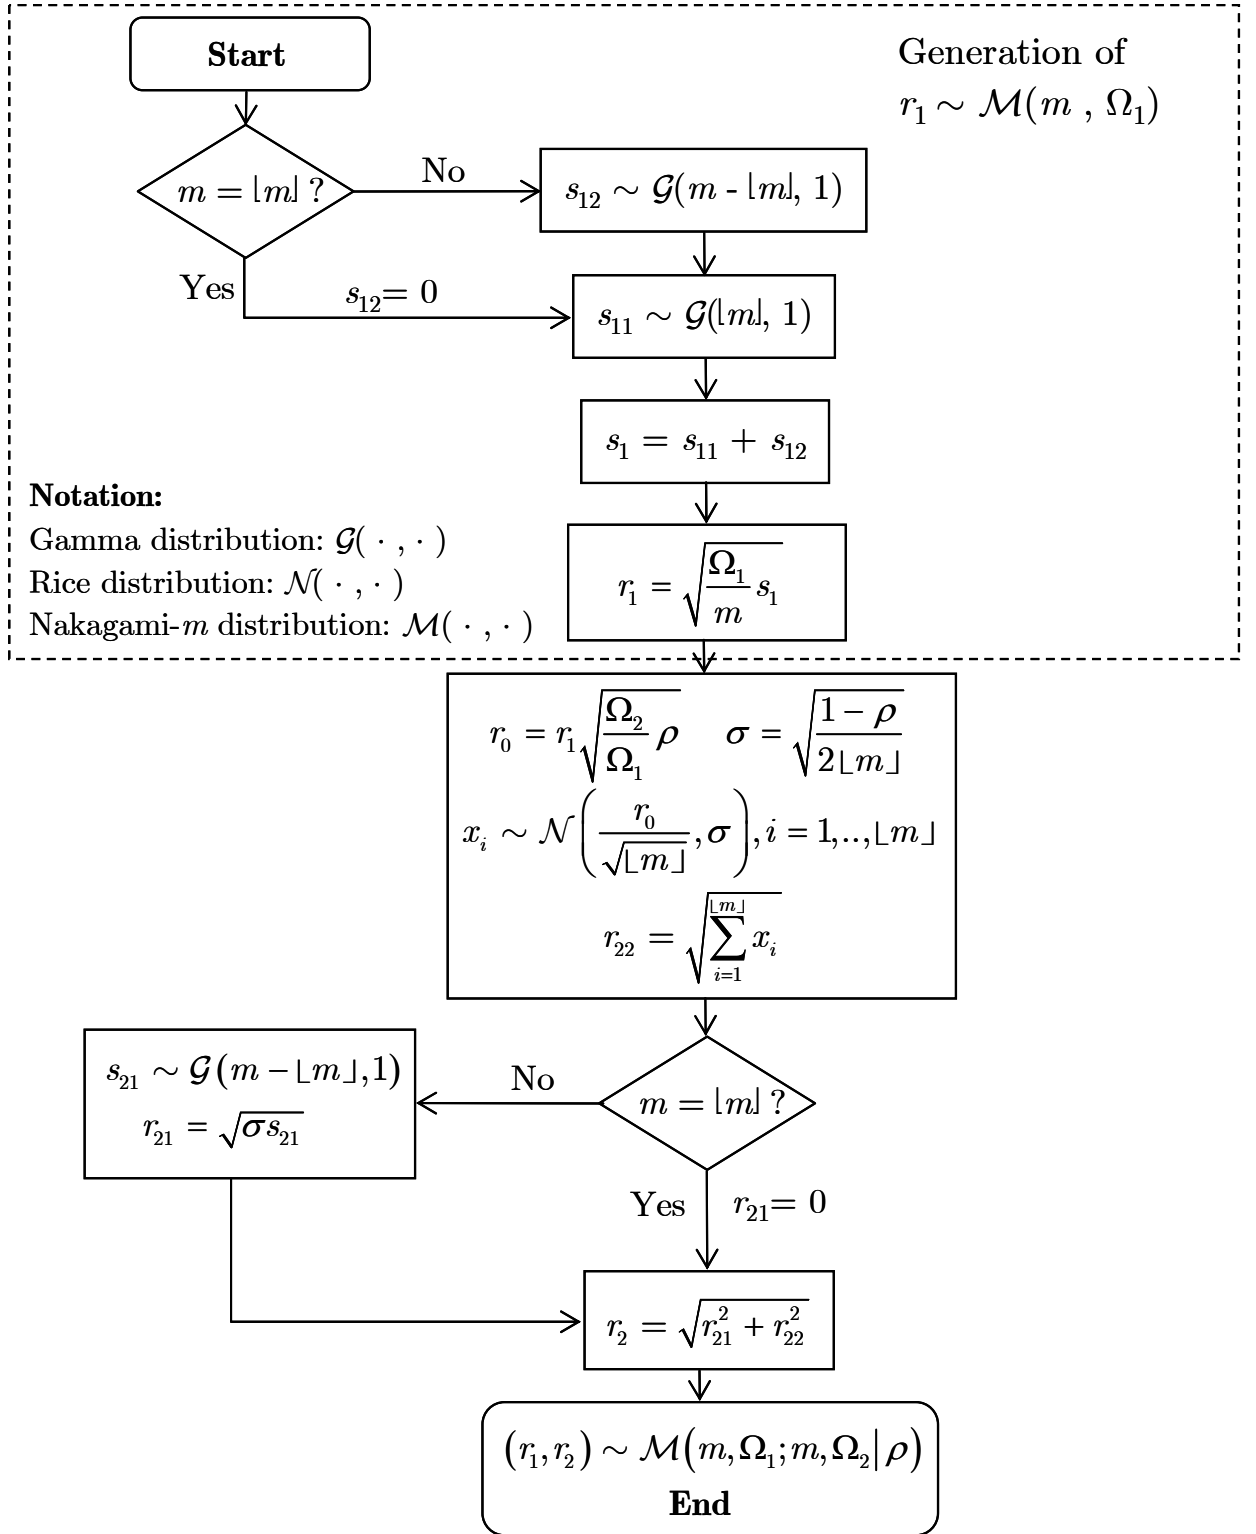 Start
Generation of
r₁ ~ ℳ(m , Ω₁)
m = ⌊m⌋ ?
No
s₁₂ ~ 𝒢(m - ⌊m⌋, 1)
Yes
s₁₂= 0
s₁₁ ~ 𝒢(⌊m⌋, 1)
s₁ = s₁₁ + s₁₂
Notation:
Gamma distribution: 𝒢( · , · )
Rice distribution: 𝒩( · , · )
Nakagami-m distribution: ℳ( · , · )
r₁ = √(Ω₁/m s₁)
r₀ = r₁√(Ω₂/Ω₁ ρ) σ = √((1 − ρ)/(2⌊m⌋))
xᵢ ~ 𝒩(r₀/√⌊m⌋, σ), i = 1,..,⌊m⌋
r₂₂ = √(∑_{i=1}^{⌊m⌋} xᵢ)
s₂₁ ~ 𝒢(m − ⌊m⌋,1)
r₂₁ = √(σs₂₁)
No
m = ⌊m⌋ ?
Yes
r₂₁= 0
r₂ = √(r₂₁² + r₂₂²)
(r₁,r₂) ~ ℳ(m,Ω₁;m,Ω₂|ρ)
End